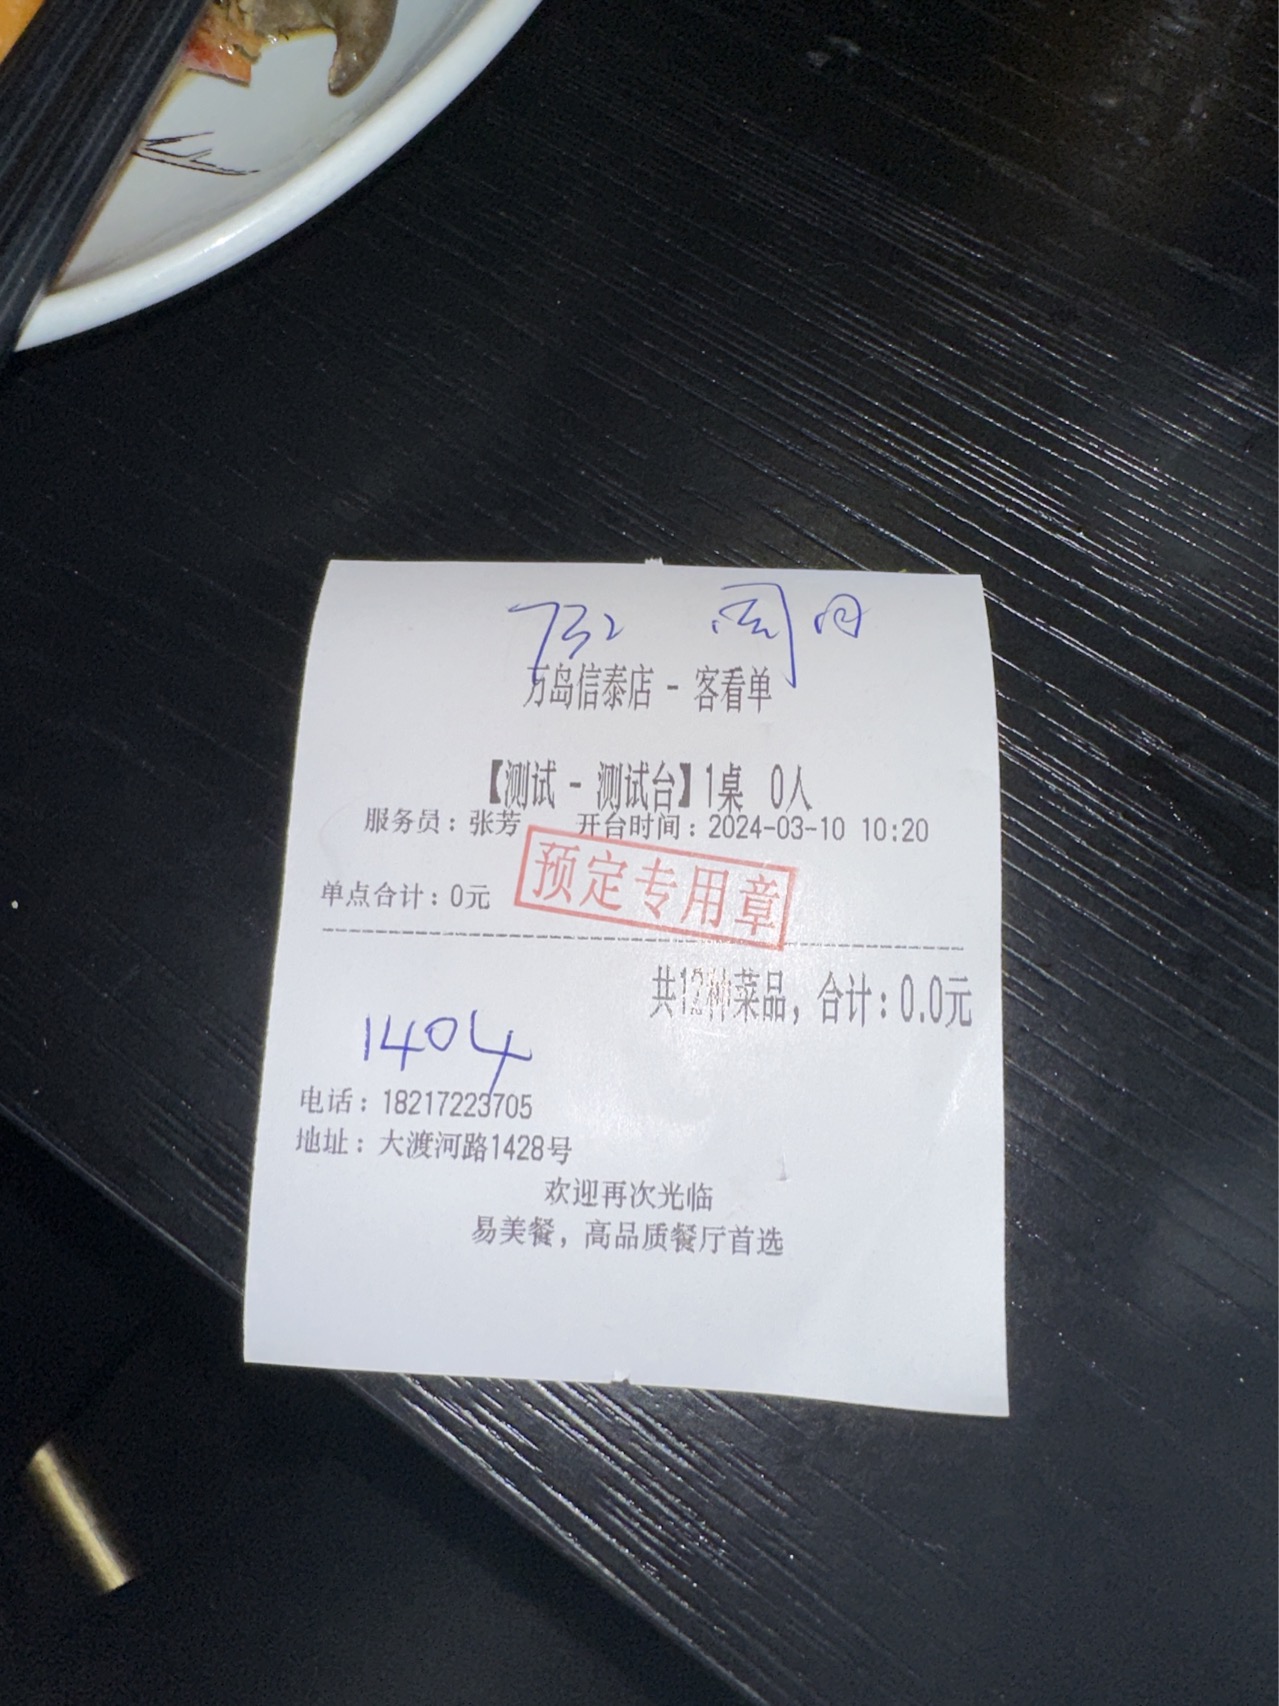 732 周日
万岛信泰店 - 客看单
【测试 - 测试台】1桌 0人
服务员：张芳 开台时间：2024-03-10 10:20
预定专用章
单点合计：0元
共12种菜品，合计：0.0元
1404
电话：18217223705
地址：大渡河路1428号
欢迎再次光临
易美餐，高品质餐厅首选